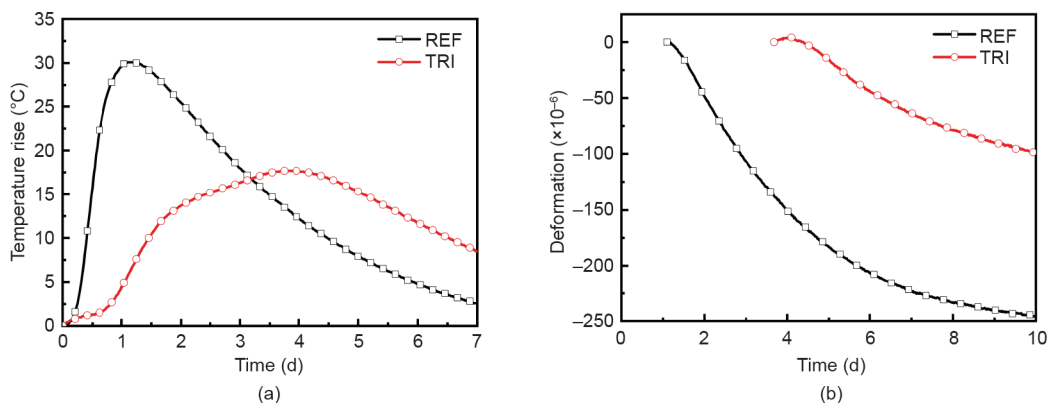 35
30
25
20
15
10
5
0
Temperature rise (°C)
REF
TRI
0 1 2 3 4 5 6 7
Time (d)
(a)
0
−50
−100
−150
−200
−250
Deformation (×10⁻⁶)
REF
TRI
0 2 4 6 8 10
Time (d)
(b)